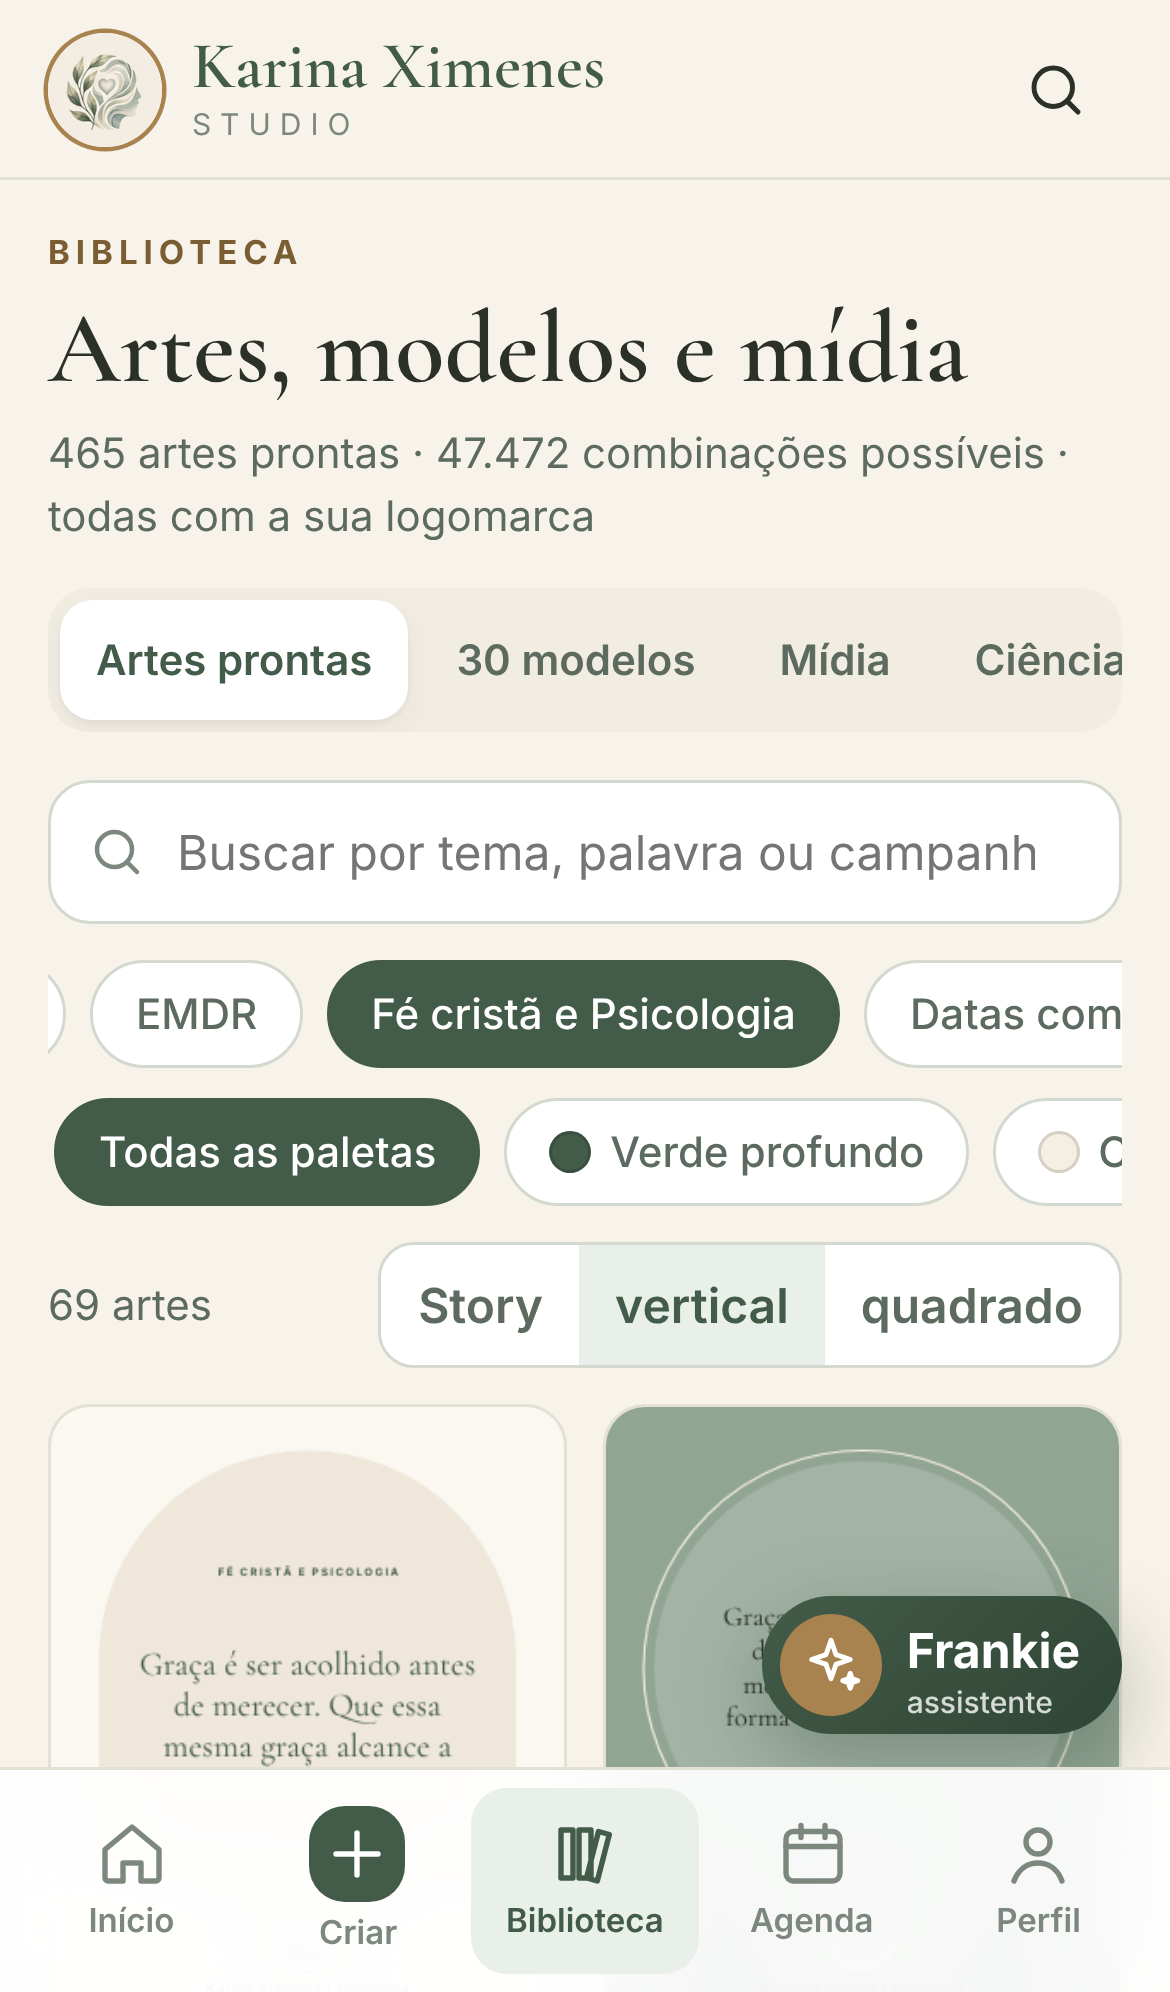 Karina Ximenes
STUDIO
BIBLIOTECA
Artes, modelos e mídia
465 artes prontas · 47.472 combinações possíveis ·
todas com a sua logomarca
Artes prontas
30 modelos
Mídia
Ciência
Buscar por tema, palavra ou campanh
EMDR
Fé cristã e Psicologia
Datas com
Todas as paletas
Verde profundo
69 artes
Story
vertical
quadrado
FÉ CRISTÃ E PSICOLOGIA
Graça é ser acolhido antes
de merecer. Que essa
mesma graça alcance a
Graça
forma
Frankie
assistente
Início
Criar
Biblioteca
Agenda
Perfil